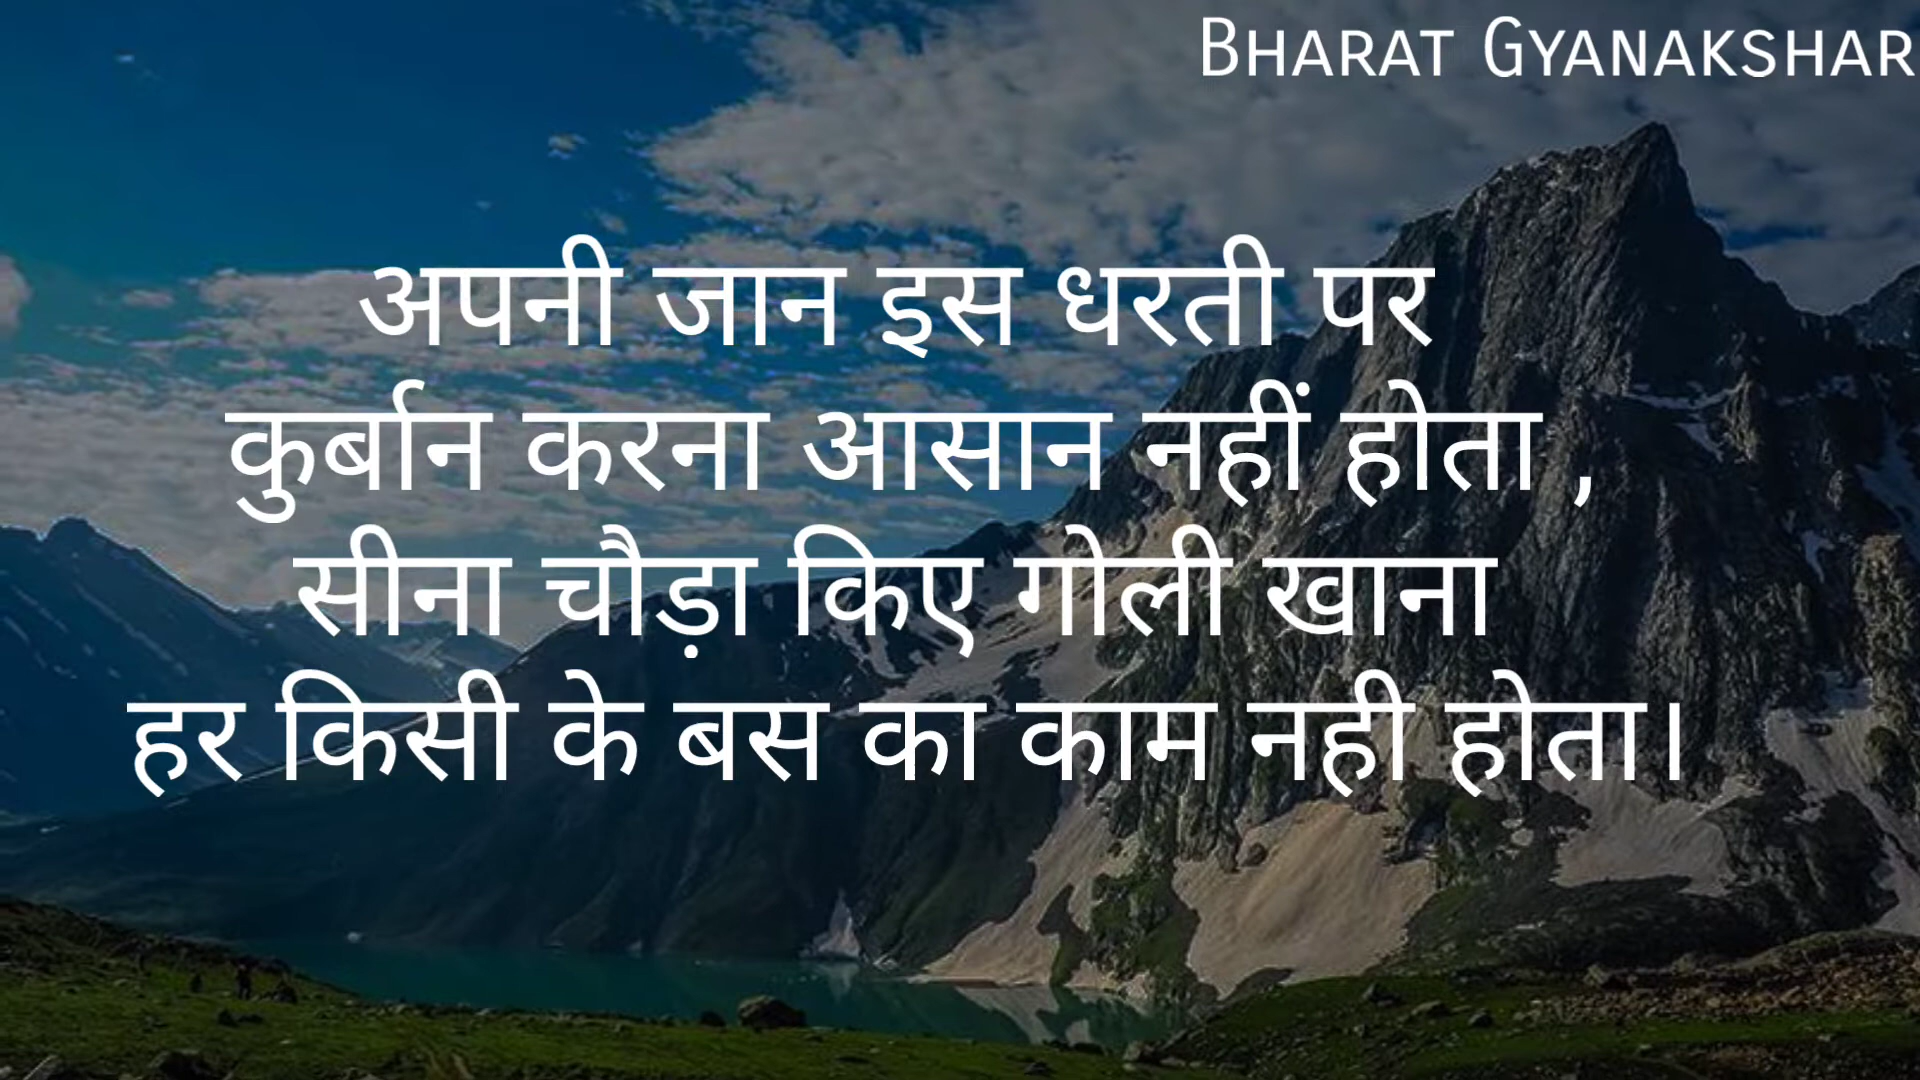 BHARAT GYANAKSHAR
अपनी जान इस धरती पर
कुर्बान करना आसान नहीं होता ,
सीना चौड़ा किए गोली खाना
हर किसी के बस का काम नही होता।